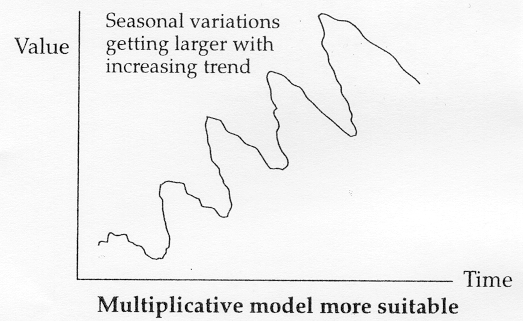 Seasonal variations
Value
getting larger with
increasing trend
Time
Multiplicative model more suitable